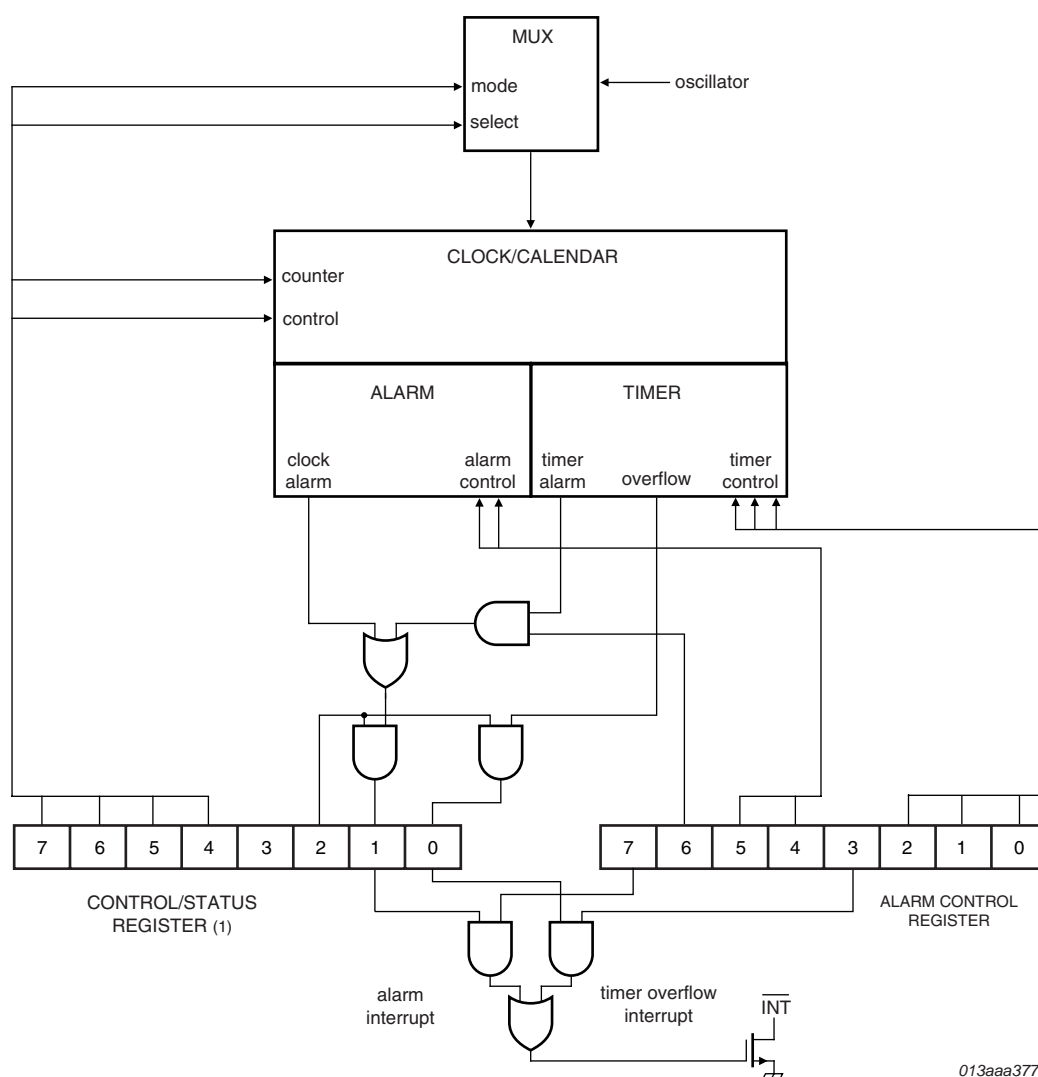 MUX
mode
oscillator
select
CLOCK/CALENDAR
counter
control
ALARM
TIMER
clock
alarm
alarm
control
timer
alarm
overflow
timer
control
7 6 5 4 3 2 1 0
7 6 5 4 3 2 1 0
CONTROL/STATUS
REGISTER (1)
ALARM CONTROL
REGISTER
alarm
interrupt
timer overflow
interrupt
INT
013aaa377